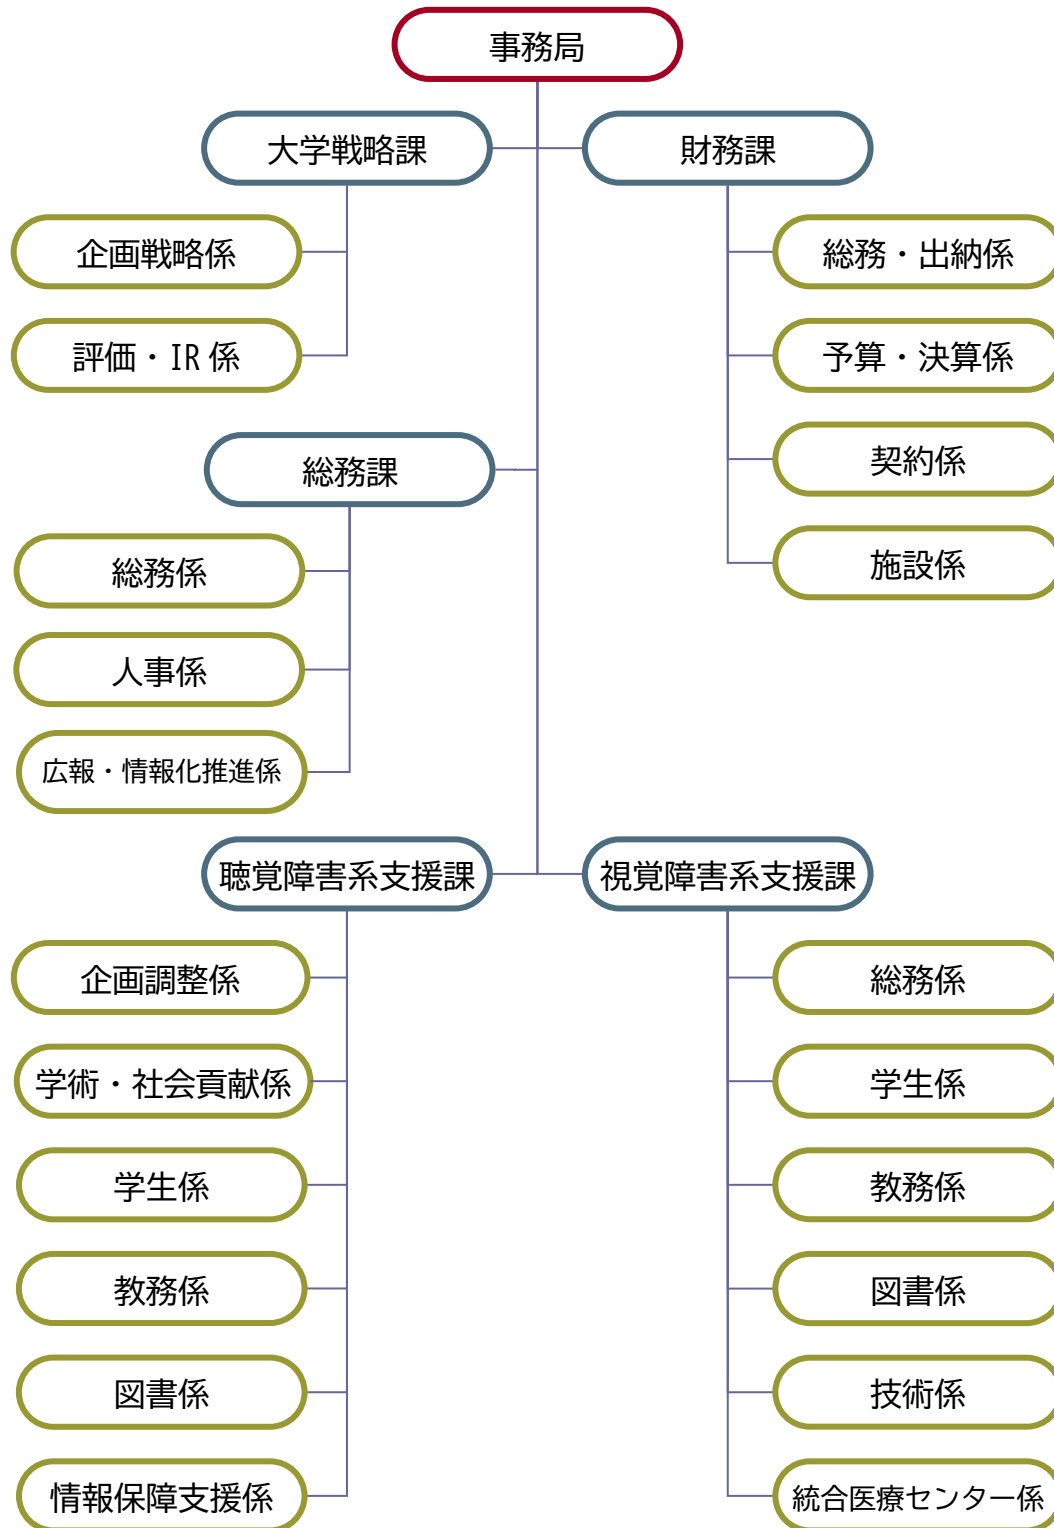 事務局
大学戦略課
企画戦略係
評価・IR係
財務課
総務・出納係
予算・決算係
契約係
施設係
総務課
総務係
人事係
広報・情報化推進係
聴覚障害系支援課
企画調整係
学術・社会貢献係
学生係
教務係
図書係
情報保障支援係
視覚障害系支援課
総務係
学生係
教務係
図書係
技術係
統合医療センター係